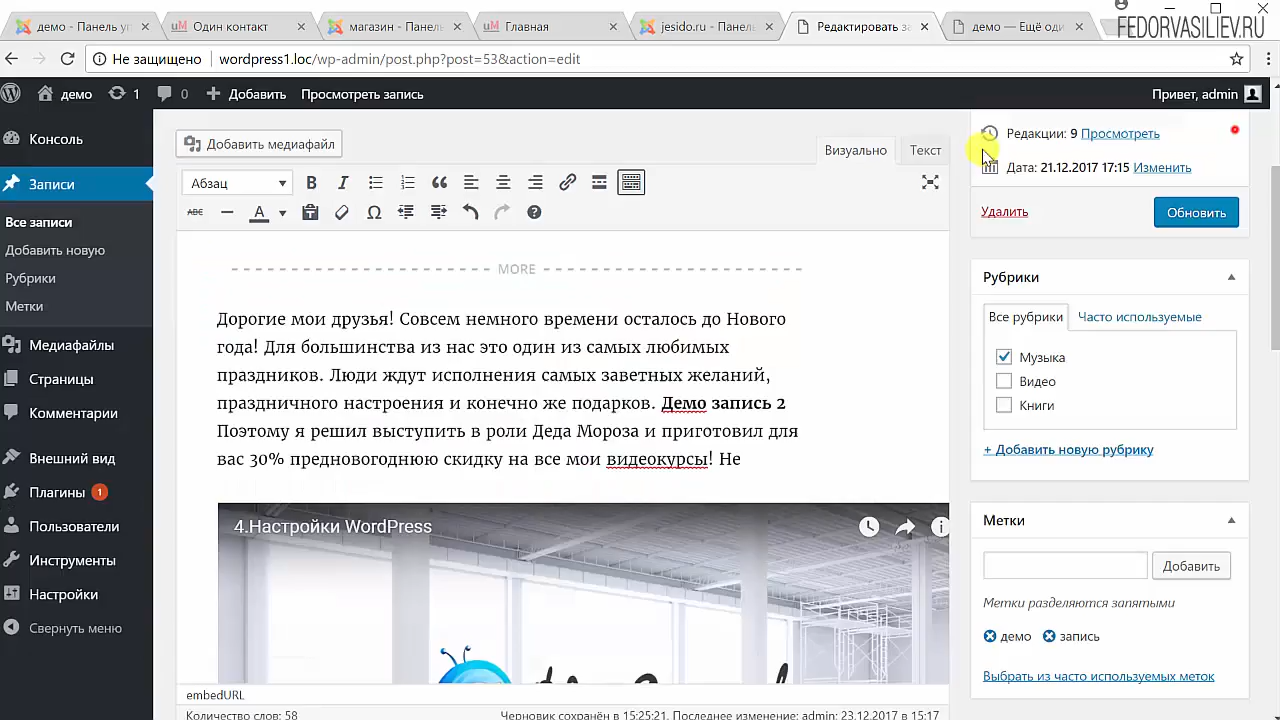 демо - Панель уп
Один контакт
магазин - Панель
Главная
jesido.ru - Панель
Редактировать за
демо — Ещё оди
FEDORVASILIEV.RU
Не защищено
wordpress1.loc/wp-admin/post.php?post=53&action=edit
демо
1
0
Добавить
Просмотреть запись
Привет, admin
Консоль
Записи
Все записи
Добавить новую
Рубрики
Метки
Медиафайлы
Страницы
Комментарии
Внешний вид
Плагины 1
Пользователи
Инструменты
Настройки
Свернуть меню
Добавить медиафайл
Визуально
Текст
Абзац
B I
ABC
A
MORE
Дорогие мои друзья! Совсем немного времени осталось до Нового
года! Для большинства из нас это один из самых любимых
праздников. Люди ждут исполнения самых заветных желаний,
праздничного настроения и конечно же подарков. Демо запись 2
Поэтому я решил выступить в роли Деда Мороза и приготовил для
вас 30% предновогоднюю скидку на все мои видеокурсы! Не
4.Настройки WordPress
embedURL
Количество слов: 58
Черновик сохранён в 15:25:21. Последнее изменение: admin; 23.12.2017 в 15:17
Редакции: 9 Просмотреть
Дата: 21.12.2017 17:15 Изменить
Удалить
Обновить
Рубрики
Все рубрики
Часто используемые
Музыка
Видео
Книги
+ Добавить новую рубрику
Метки
Добавить
Метки разделяются запятыми
демо
запись
Выбрать из часто используемых меток